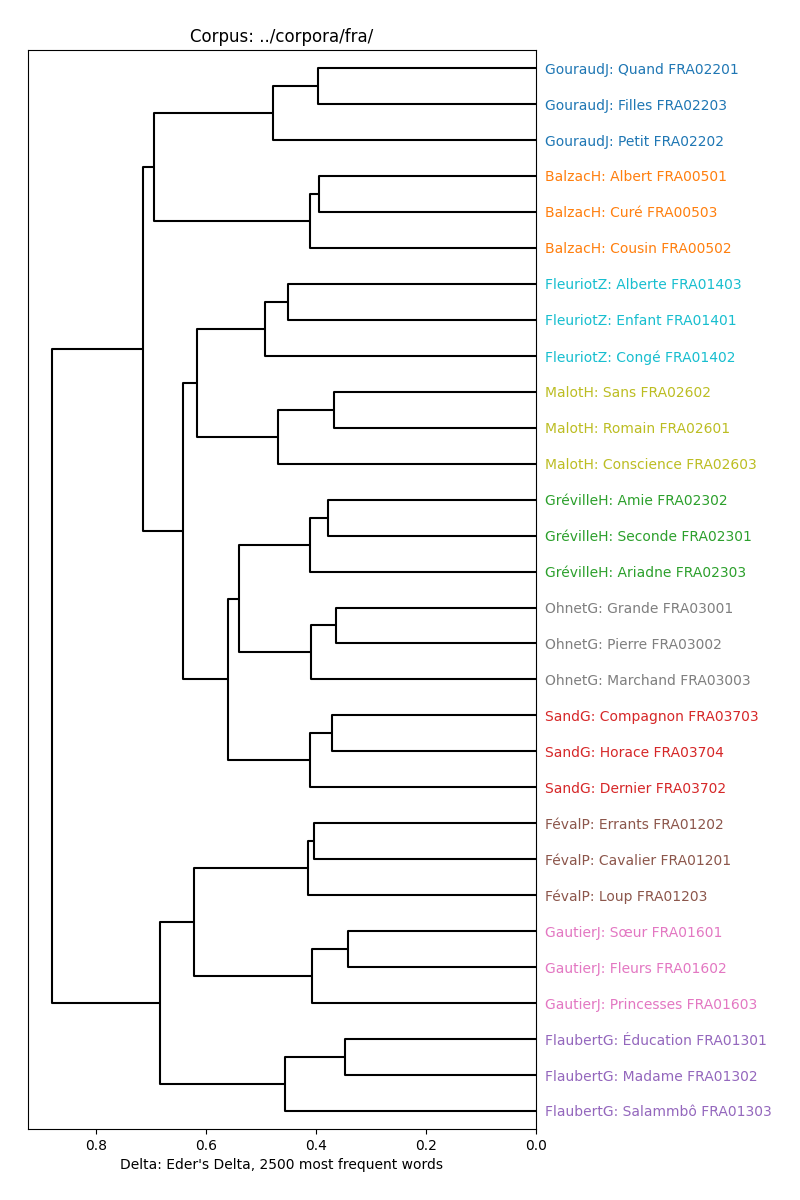 Corpus: ../corpora/fra/
GouraudJ: Quand FRA02201
GouraudJ: Filles FRA02203
GouraudJ: Petit FRA02202
BalzacH: Albert FRA00501
BalzacH: Curé FRA00503
BalzacH: Cousin FRA00502
FleuriotZ: Alberte FRA01403
FleuriotZ: Enfant FRA01401
FleuriotZ: Congé FRA01402
MalotH: Sans FRA02602
MalotH: Romain FRA02601
MalotH: Conscience FRA02603
GrévilleH: Amie FRA02302
GrévilleH: Seconde FRA02301
GrévilleH: Ariadne FRA02303
OhnetG: Grande FRA03001
OhnetG: Pierre FRA03002
OhnetG: Marchand FRA03003
SandG: Compagnon FRA03703
SandG: Horace FRA03704
SandG: Dernier FRA03702
FévalP: Errants FRA01202
FévalP: Cavalier FRA01201
FévalP: Loup FRA01203
GautierJ: Sœur FRA01601
GautierJ: Fleurs FRA01602
GautierJ: Princesses FRA01603
FlaubertG: Éducation FRA01301
FlaubertG: Madame FRA01302
FlaubertG: Salammbô FRA01303
0.8 0.6 0.4 0.2 0.0
Delta: Eder's Delta, 2500 most frequent words